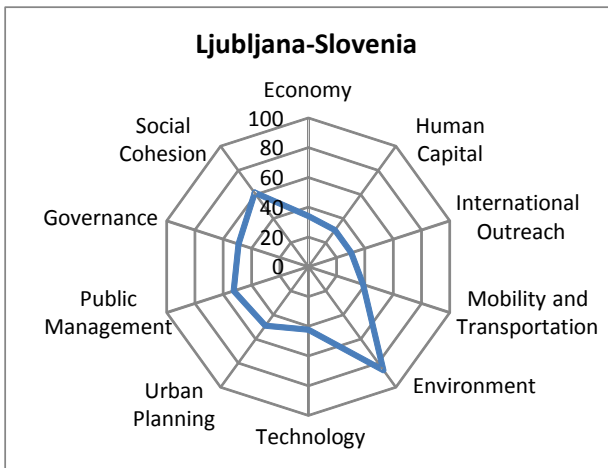 Ljubljana-Slovenia
Economy
Human
Capital
International
Outreach
Mobility and
Transportation
Environment
Technology
Urban
Planning
Public
Management
Governance
Social
Cohesion
100
80
60
40
20
0